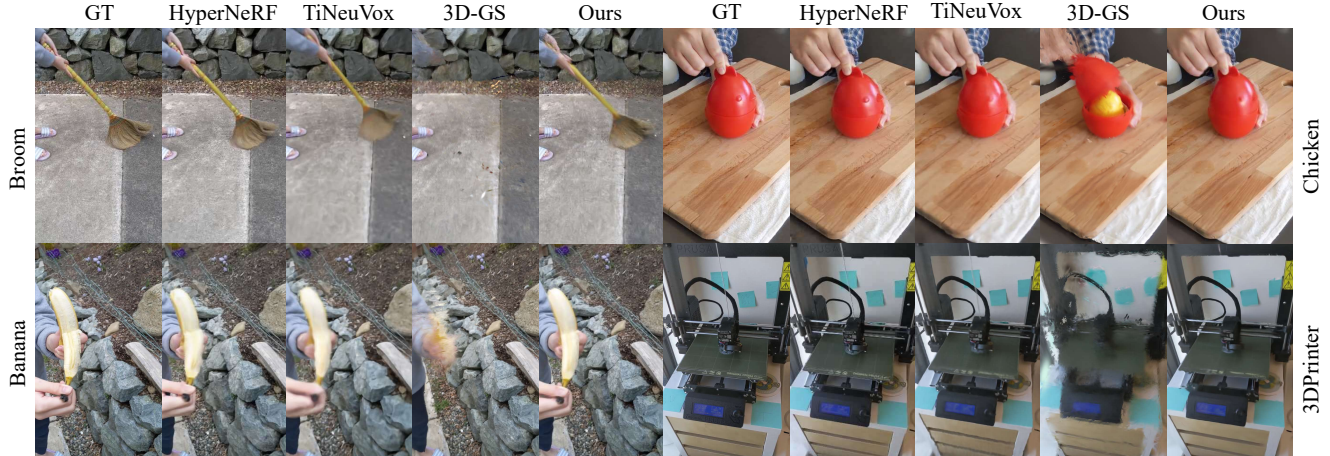 GT HyperNeRF TiNeuVox 3D-GS Ours GT HyperNeRF TiNeuVox 3D-GS Ours
Broom
Chicken
Banana
3DPrinter